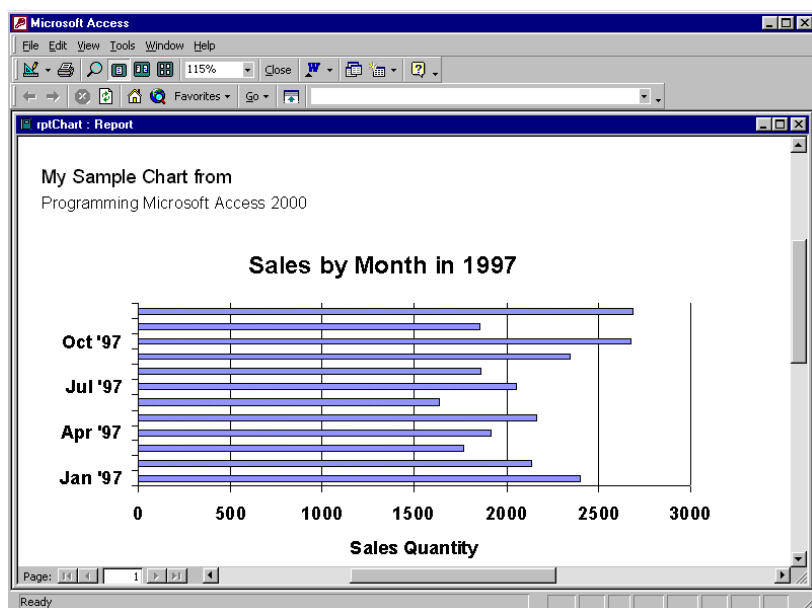 Microsoft Access
File Edit View Tools Window Help
115% Close W
Favorites Go
rptChart : Report
My Sample Chart from
Programming Microsoft Access 2000
Sales by Month in 1997
Oct '97
Jul '97
Apr '97
Jan '97
0 500 1000 1500 2000 2500 3000
Sales Quantity
Page: 1
Ready